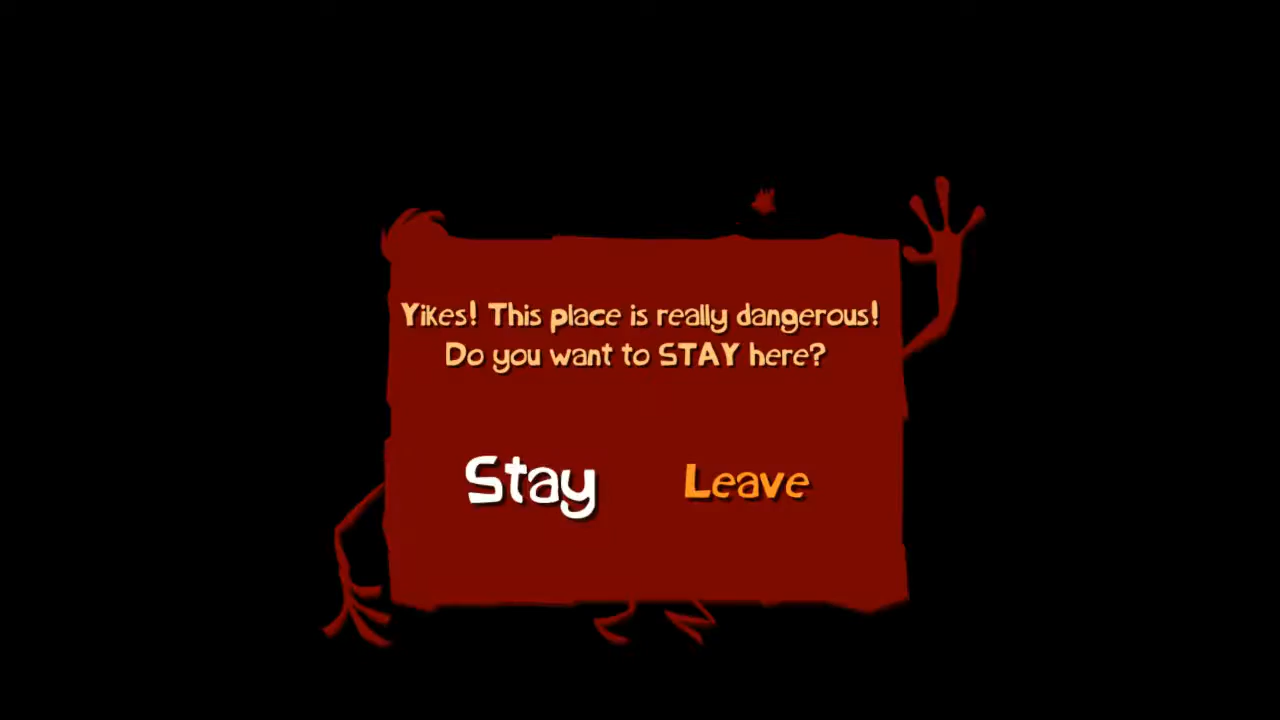 Yikes! This place is really dangerous!
Do you want to STAY here?
Stay Leave